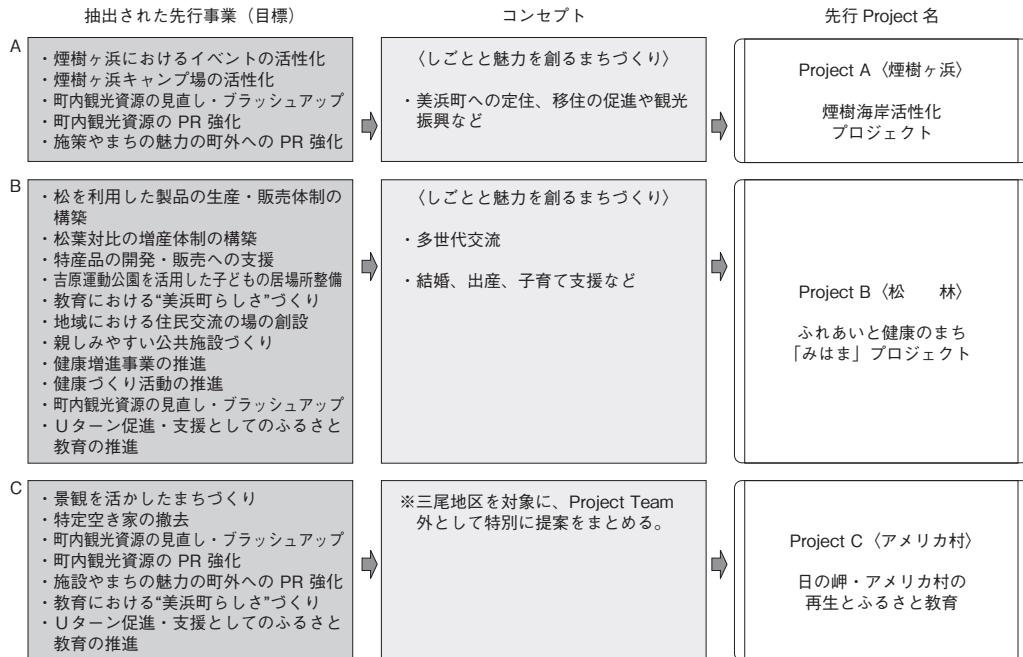 抽出された先行事業（目標）
コンセプト
先行 Project 名
A
・煙樹ヶ浜におけるイベントの活性化
・煙樹ヶ浜キャンプ場の活性化
・町内観光資源の見直し・ブラッシュアップ
・町内観光資源の PR 強化
・施策やまちの魅力の町外への PR 強化
〈しごとと魅力を創るまちづくり〉
・美浜町への定住、移住の促進や観光
振興など
Project A〈煙樹ヶ浜〉
煙樹海岸活性化
プロジェクト
B
・松を利用した製品の生産・販売体制の
構築
・松葉対比の増産体制の構築
・特産品の開発・販売への支援
・吉原運動公園を活用した子どもの居場所整備
・教育における“美浜町らしさ”づくり
・地域における住民交流の場の創設
・親しみやすい公共施設づくり
・健康増進事業の推進
・健康づくり活動の推進
・町内観光資源の見直し・ブラッシュアップ
・Uターン促進・支援としてのふるさと
教育の推進
〈しごとと魅力を創るまちづくり〉
・多世代交流
・結婚、出産、子育て支援など
Project B〈松　　林〉
ふれあいと健康のまち
「みはま」プロジェクト
C
・景観を活かしたまちづくり
・特定空き家の撤去
・町内観光資源の見直し・ブラッシュアップ
・町内観光資源の PR 強化
・施設やまちの魅力の町外への PR 強化
・教育における“美浜町らしさ”づくり
・Uターン促進・支援としてのふるさと
教育の推進
※三尾地区を対象に、Project Team
外として特別に提案をまとめる。
Project C〈アメリカ村〉
日の岬・アメリカ村の
再生とふるさと教育